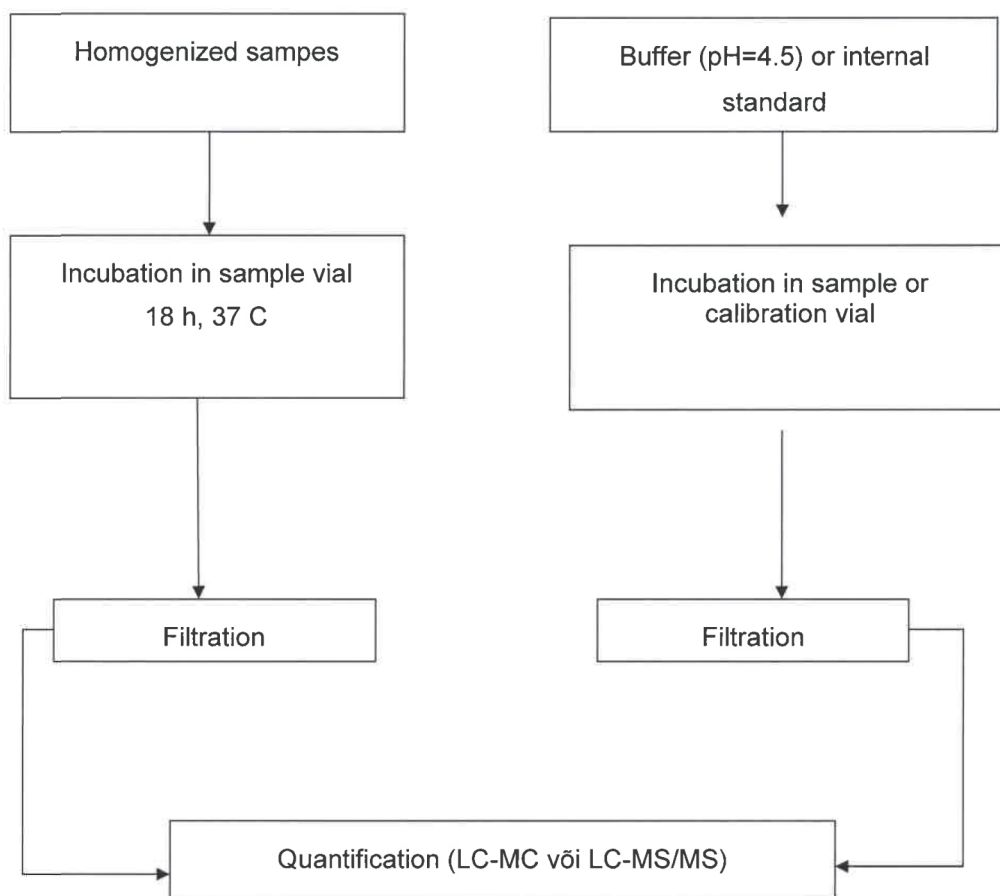 Homogenized sampes
Buffer (pH=4.5) or internal
standard
Incubation in sample vial
18 h, 37 C
Incubation in sample or
calibration vial
Filtration
Filtration
Quantification (LC-MC või LC-MS/MS)